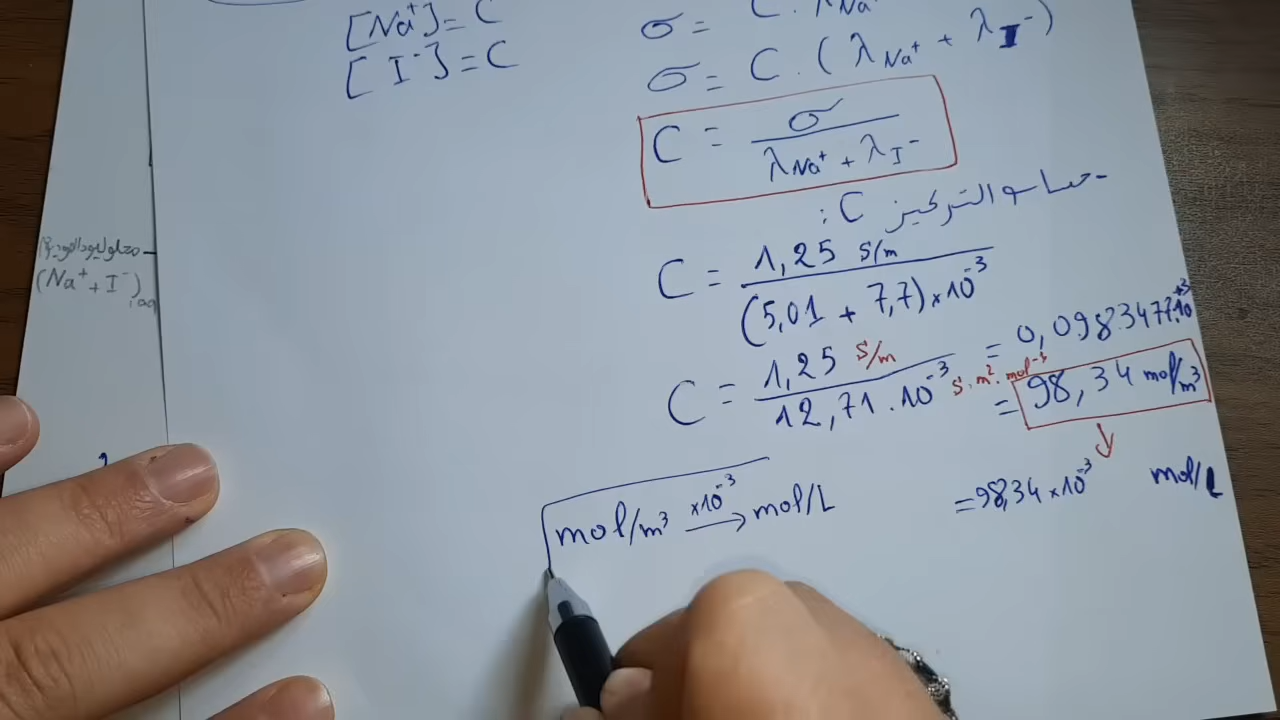 [Na⁺] = C
[I⁻] = C
σ = C . λNa⁺
σ = C . (λNa⁺ + λI⁻)
C = σ / (λNa⁺ + λI⁻)
- حساب التركيز C :
C = 1,25 S/m / (5,01 + 7,7) × 10⁻³
C = 1,25 S/m / 12,71 . 10⁻³ S . m² . mol⁻¹
= 0,0983477.10⁺³
= 98,34 mol/m³
= 98,34 × 10⁻³ mol/L
mol/m³ ×10⁻³ → mol/L
(Na⁺ + I⁻)aq